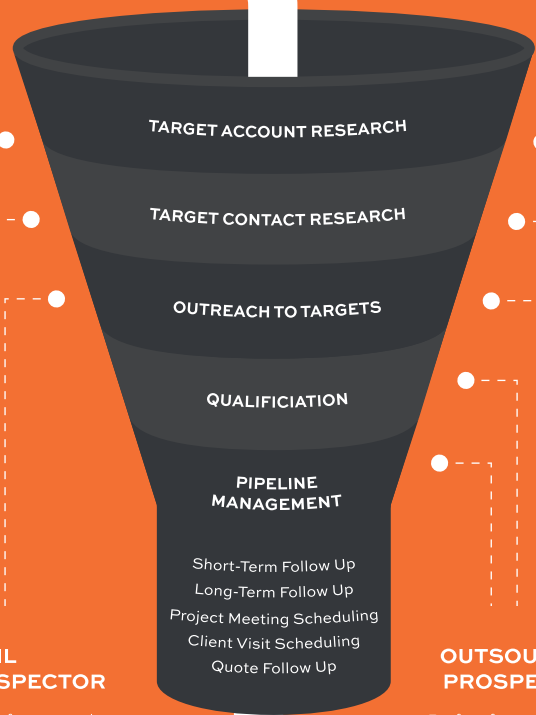 TARGET ACCOUNT RESEARCH
TARGET CONTACT RESEARCH
OUTREACH TO TARGETS
QUALIFICIATION
PIPELINE
MANAGEMENT
Short-Term Follow Up
Long-Term Follow Up
Project Meeting Scheduling
Client Visit Scheduling
Quote Follow Up
IL
SPECTOR
OUTSOU
PROSPE